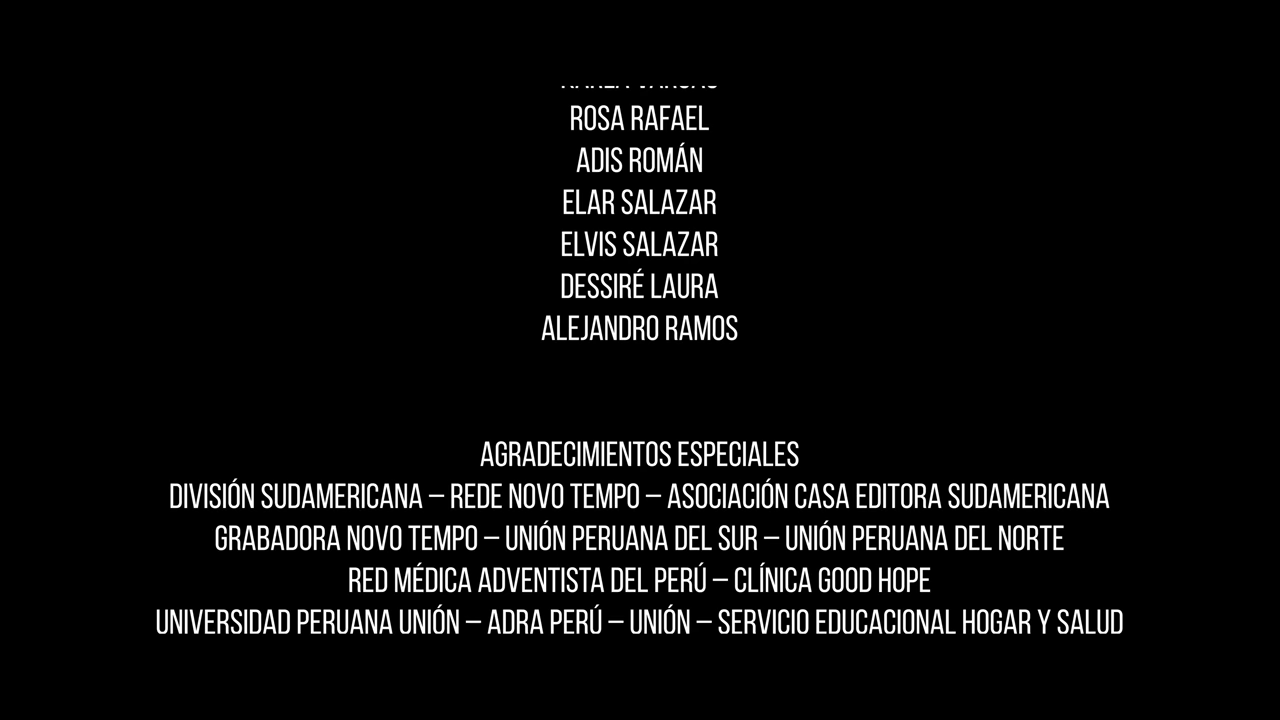 ROSA RAFAEL
ADIS ROMÁN
ELAR SALAZAR
ELVIS SALAZAR
DESSIRÉ LAURA
ALEJANDRO RAMOS
AGRADECIMIENTOS ESPECIALES
DIVISIÓN SUDAMERICANA – REDE NOVO TEMPO – ASOCIACIÓN CASA EDITORA SUDAMERICANA
GRABADORA NOVO TEMPO – UNIÓN PERUANA DEL SUR – UNIÓN PERUANA DEL NORTE
RED MÉDICA ADVENTISTA DEL PERÚ – CLÍNICA GOOD HOPE
UNIVERSIDAD PERUANA UNIÓN – ADRA PERÚ – UNIÓN – SERVICIO EDUCACIONAL HOGAR Y SALUD